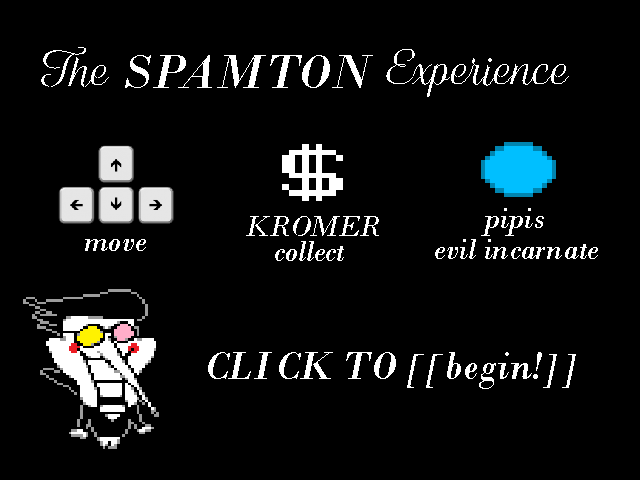 The SPAMTON Experience
↑
← ↓ →
move
$
KROMER
collect
pipis
evil incarnate
CLICK TO [[begin!]]